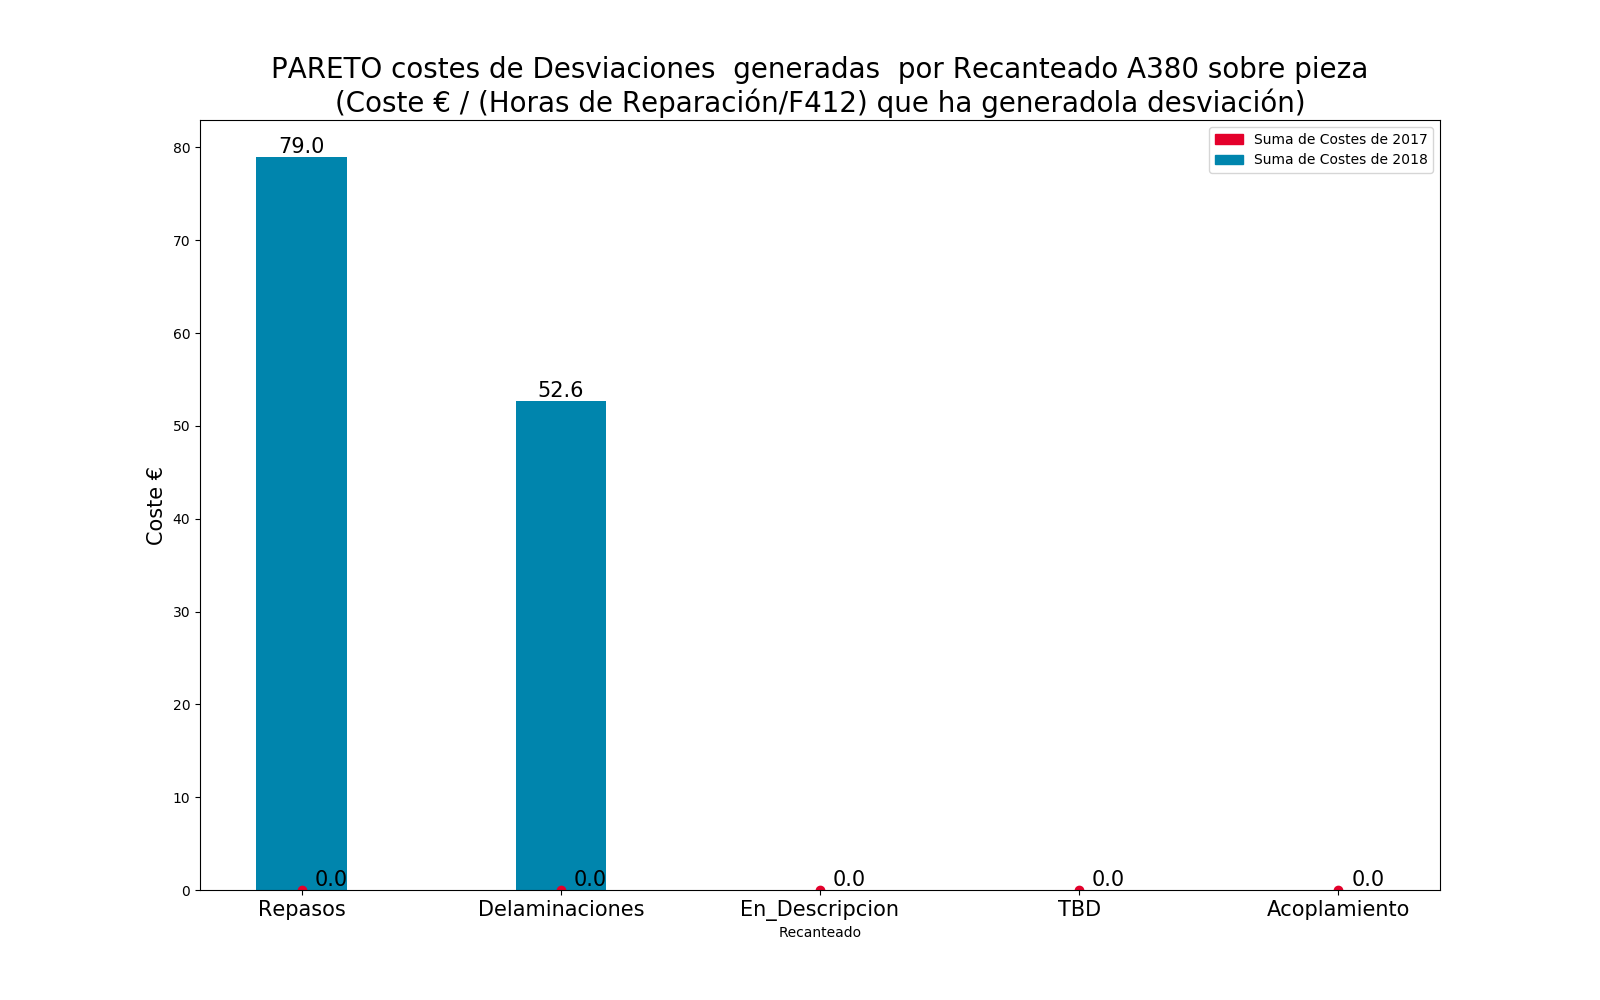 PARETO costes de Desviaciones  generadas  por Recanteado A380 sobre pieza
(Coste € / (Horas de Reparación/F412) que ha generadola desviación)
Suma de Costes de 2017
Suma de Costes de 2018
80
70
60
50
40
30
20
10
0
Coste €
79.0
52.6
0.0
0.0
0.0
0.0
0.0
Repasos
Delaminaciones
En_Descripcion
TBD
Acoplamiento
Recanteado